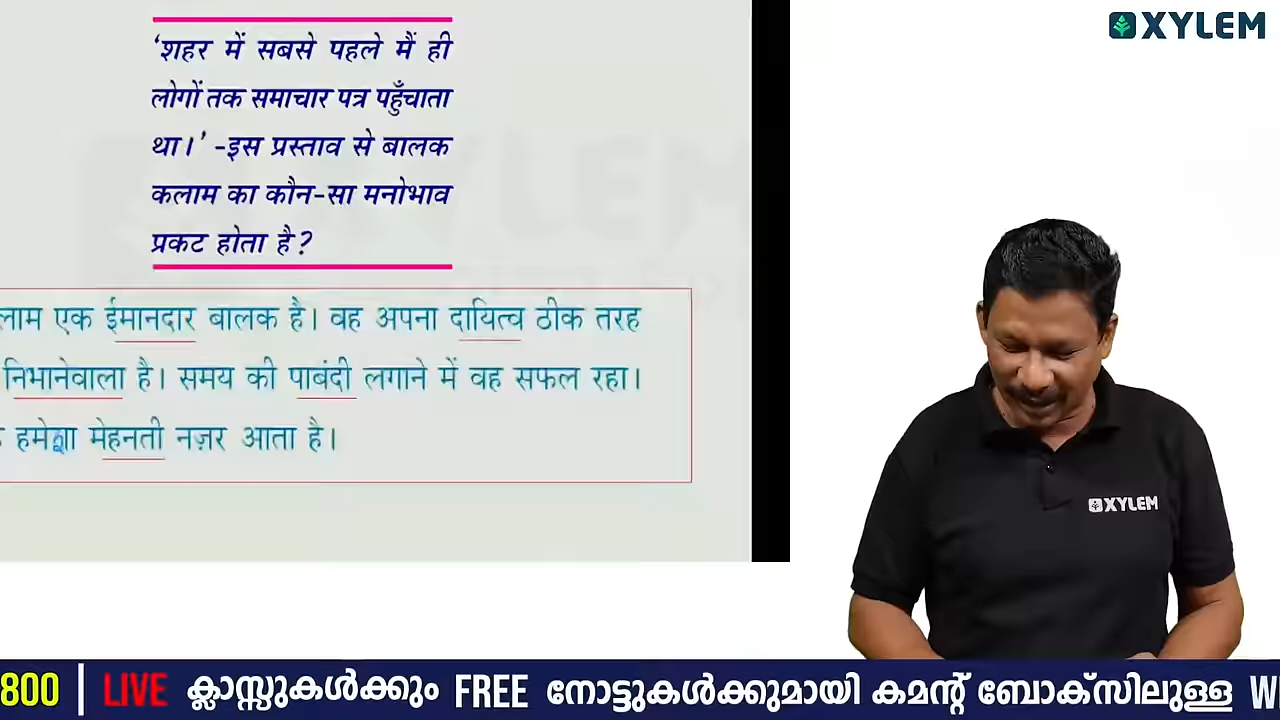 XYLEM
‘शहर में सबसे पहले मैं ही
लोगों तक समाचार पत्र पहुँचाता
था।’ -इस प्रस्ताव से बालक
कलाम का कौन-सा मनोभाव
प्रकट होता है?
लाम एक ईमानदार बालक है। वह अपना दायित्व ठीक तरह
निभानेवाला है। समय की पाबंदी लगाने में वह सफल रहा।
हमेशा मेहनती नज़र आता है।
XYLEM
800 | LIVE ക്ലാസ്സുകൾക്കും FREE നോട്ടുകൾക്കുമായി കമന്റ് ബോക്സിലുള്ള